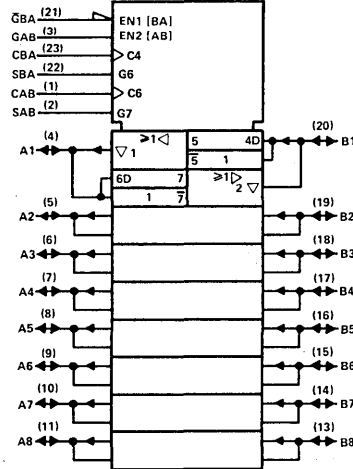 G̅BA (21) EN1 [BA]
GAB (3) EN2 [AB]
CBA (23) C4
SBA (22) G6
CAB (1) C6
SAB (2) G7
A1 (4) ≥1 5 4D (20) B1
1 5̅ 1
6D 7 ≥1
1 7̅ 2
A2 (5) (19) B2
A3 (6) (18) B3
A4 (7) (17) B4
A5 (8) (16) B5
A6 (9) (15) B6
A7 (10) (14) B7
A8 (11) (13) B8